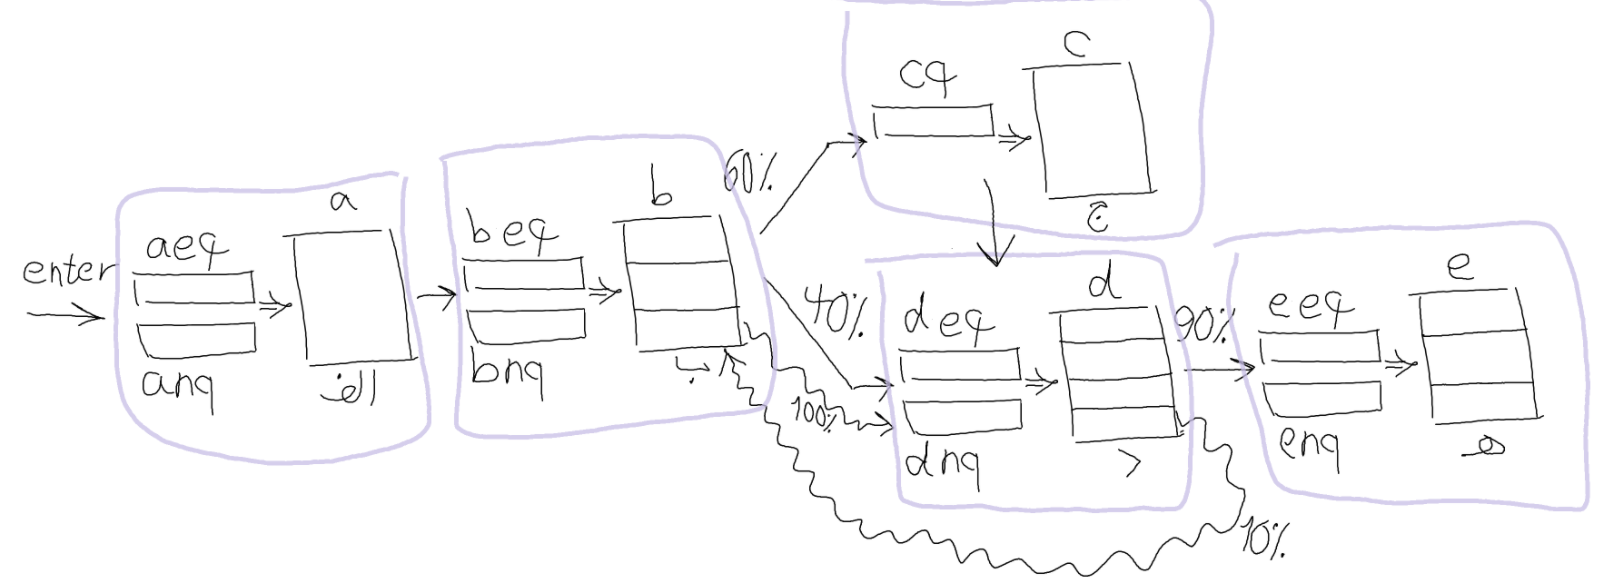 enter
aeq
a
anq
الف
beq
b
bnq
ب
60%
40%
100%
cq
c
ج
deq
d
dnq
د
90%
10%
eeq
e
enq
ه